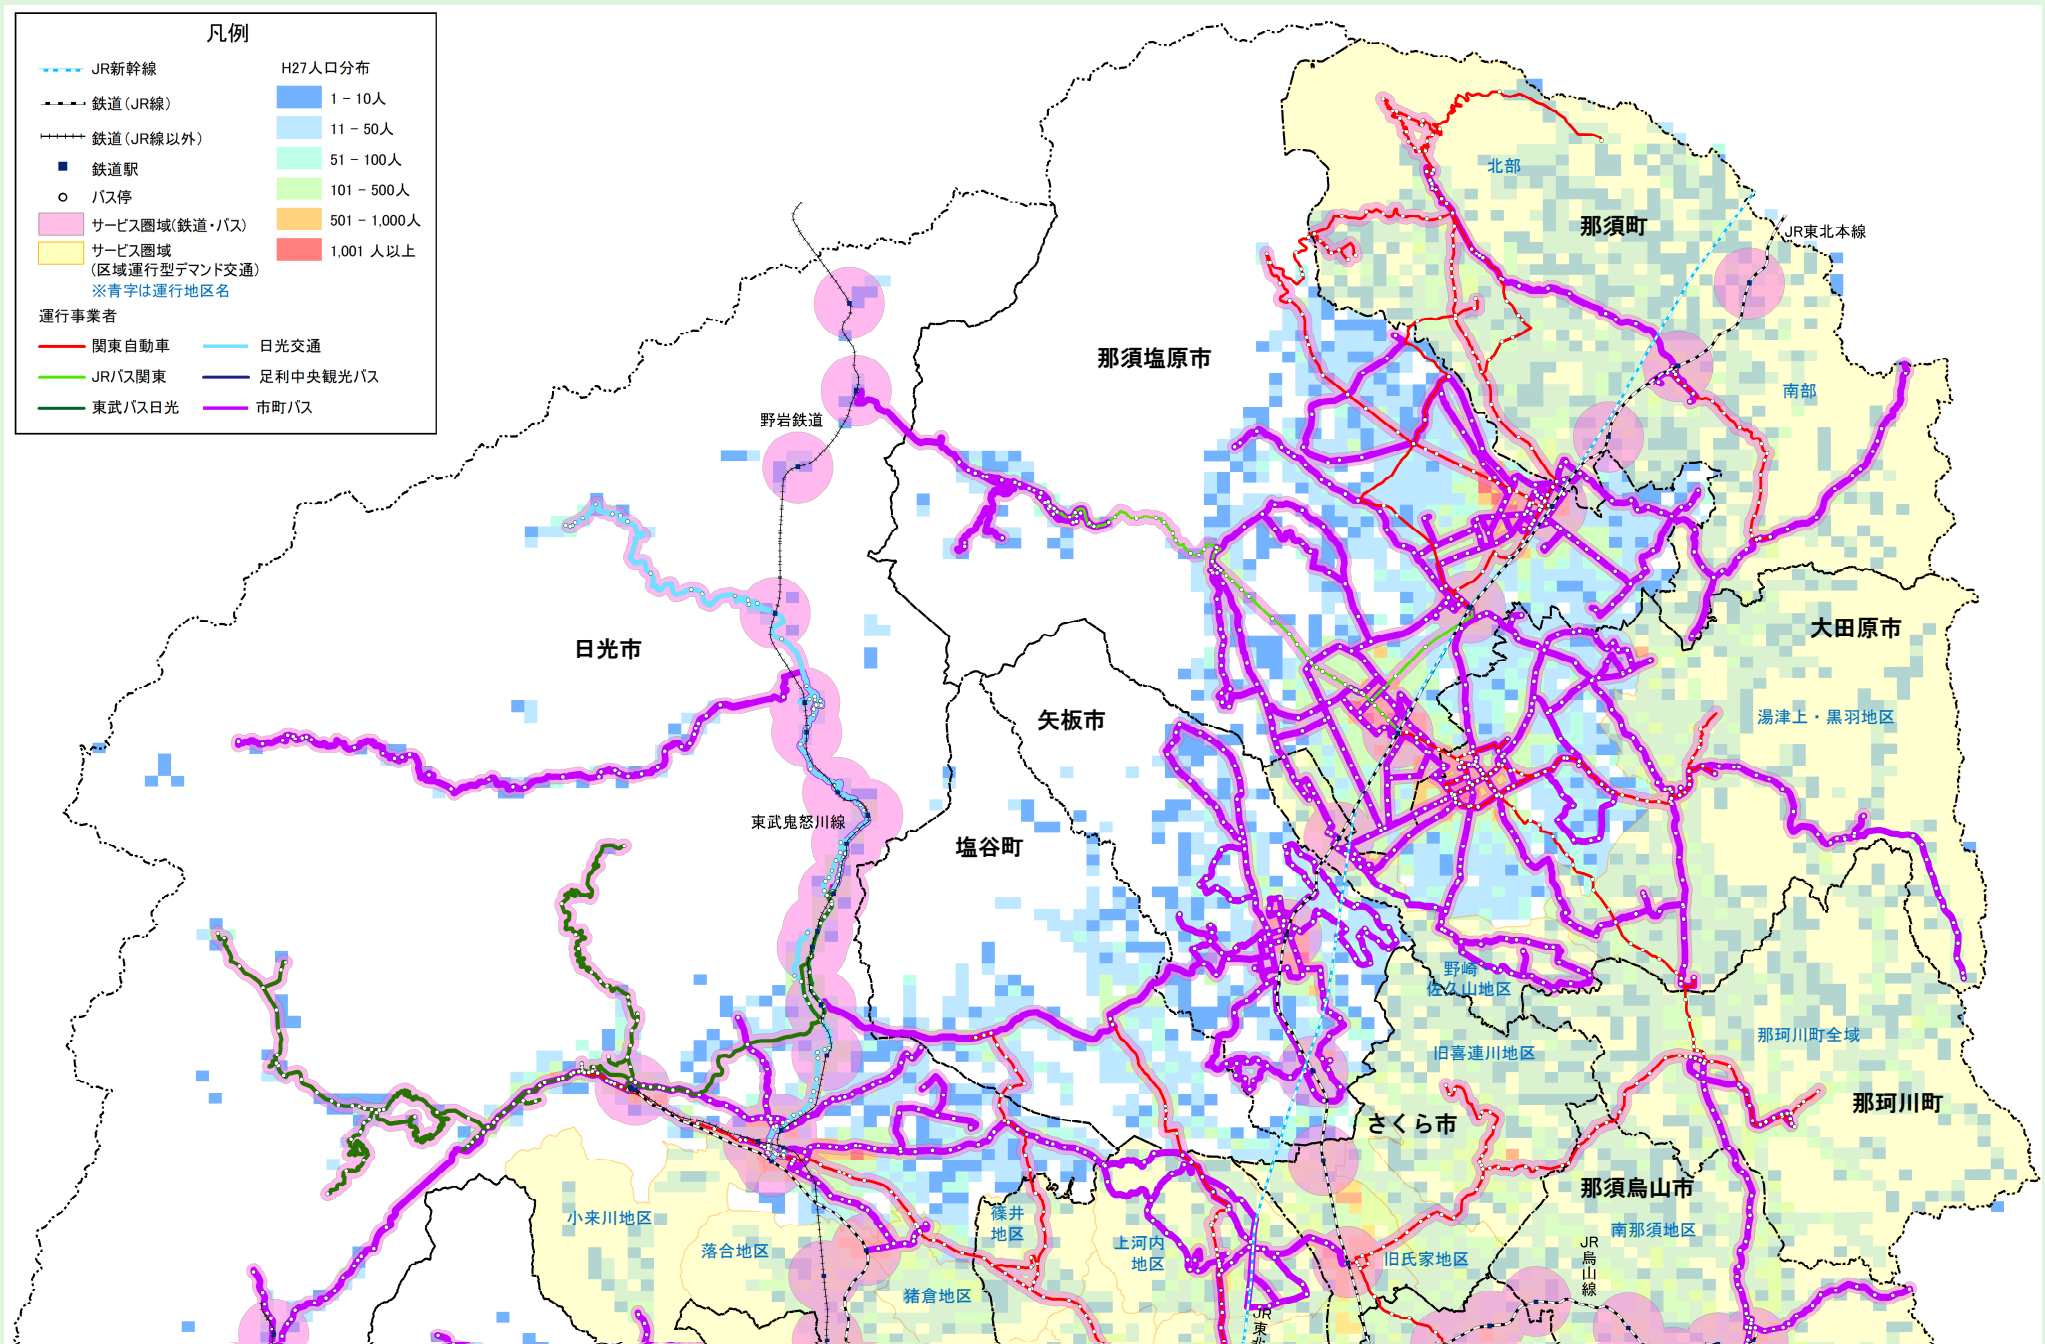 凡例
JR新幹線
鉄道（JR線）
鉄道（JR線以外）
鉄道駅
バス停
サービス圏域（鉄道・バス）
サービス圏域
（区域運行型デマンド交通）
※青字は運行地区名
H27人口分布
1 － 10人
11 － 50人
51 － 100人
101 － 500人
501 － 1,000人
1,001 人以上
運行事業者
関東自動車
JRバス関東
東武バス日光
日光交通
足利中央観光バス
市町バス
北部
那須町
JR東北本線
那須塩原市
南部
野岩鉄道
大田原市
日光市
矢板市
湯津上・黒羽地区
東武鬼怒川線
塩谷町
野崎
佐久山地区
那珂川町全域
旧喜連川地区
那珂川町
さくら市
那須烏山市
小来川地区
篠井
地区
南那須地区
落合地区
上河内
地区
旧氏家地区
JR
烏
山
線
猪倉地区
JR
東
北